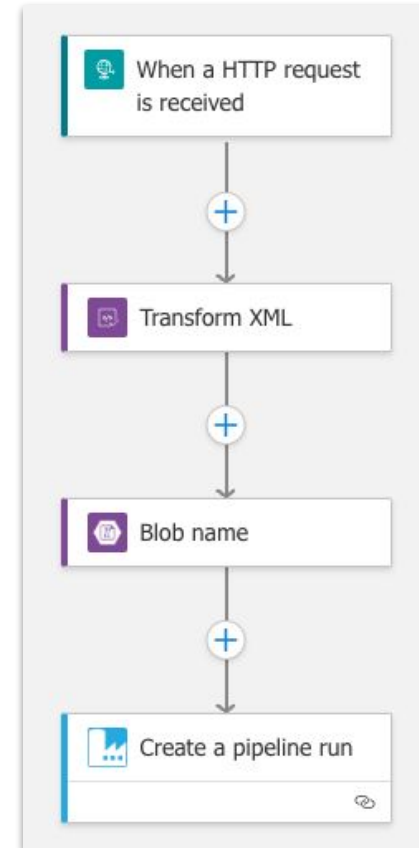 When a HTTP request
is received
Transform XML
Blob name
Create a pipeline run